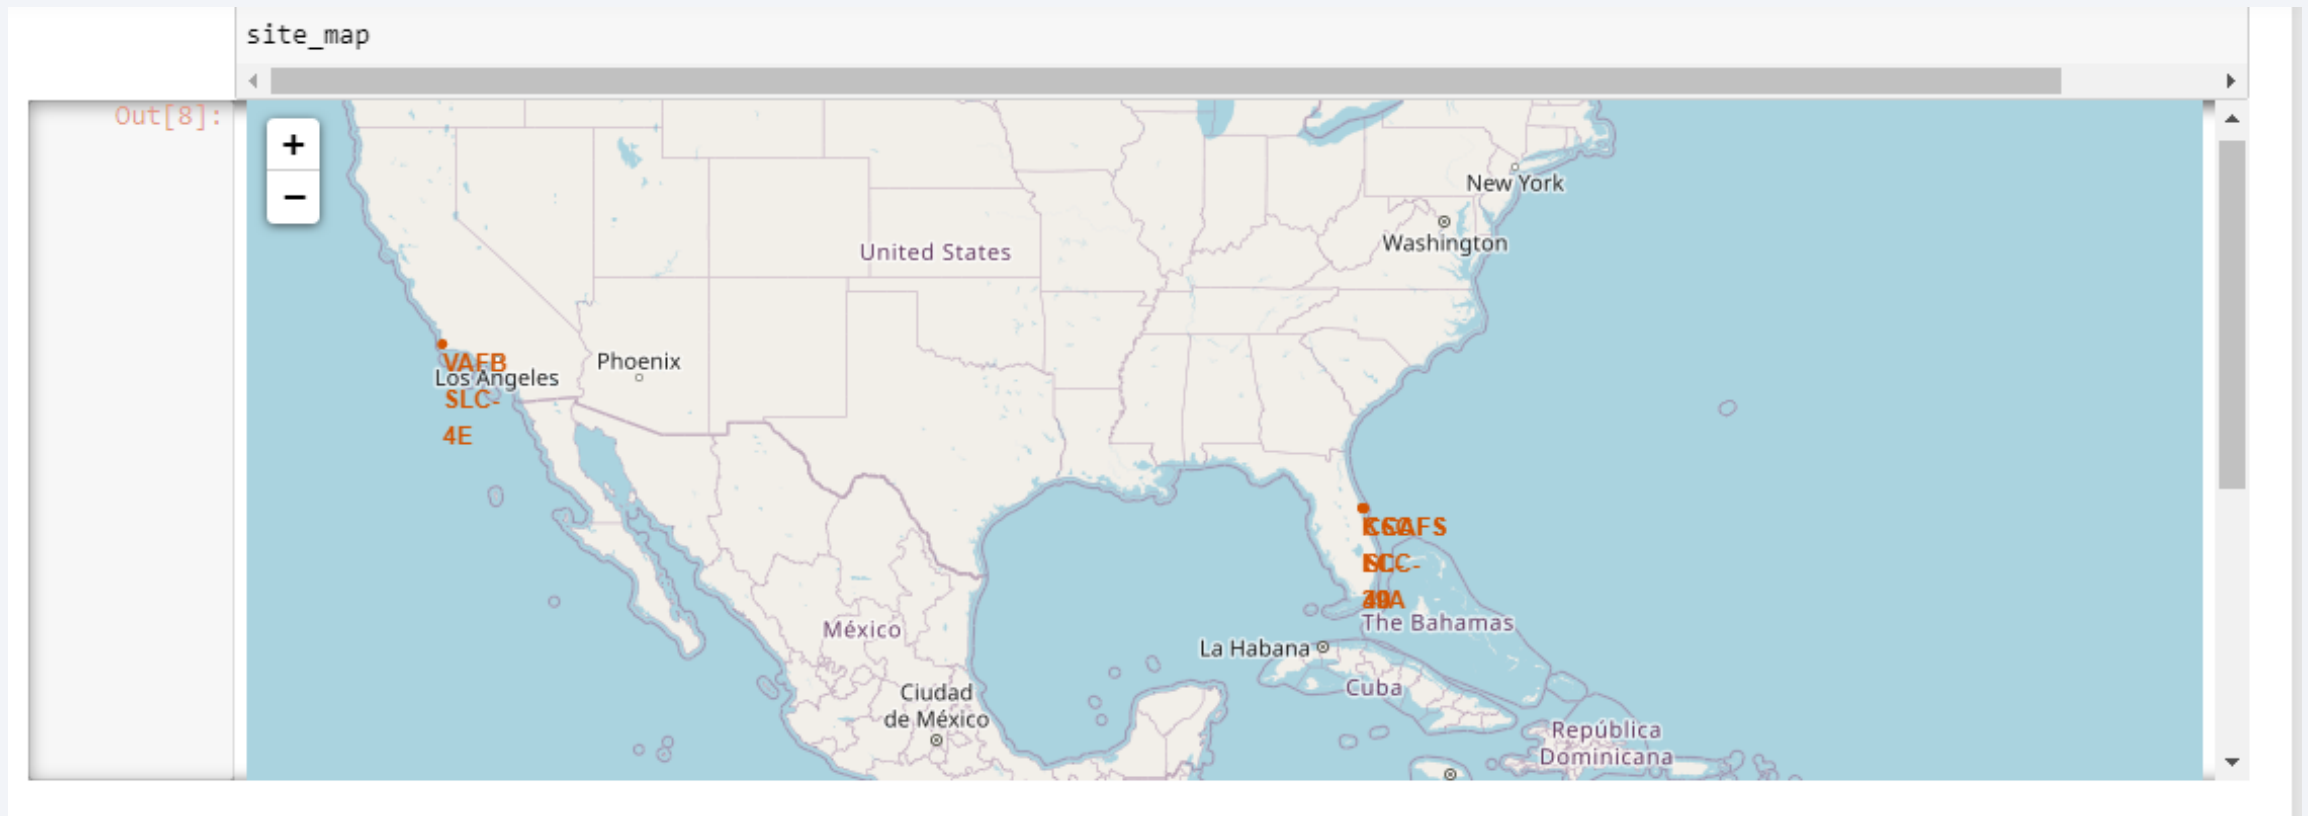 site_map
Out[8]:
+
−
New York
Washington
United States
VAFB
Los Angeles
Phoenix
SLC-
4E
The Bahamas
México
La Habana
Cuba
Ciudad
de México
República
Dominicana